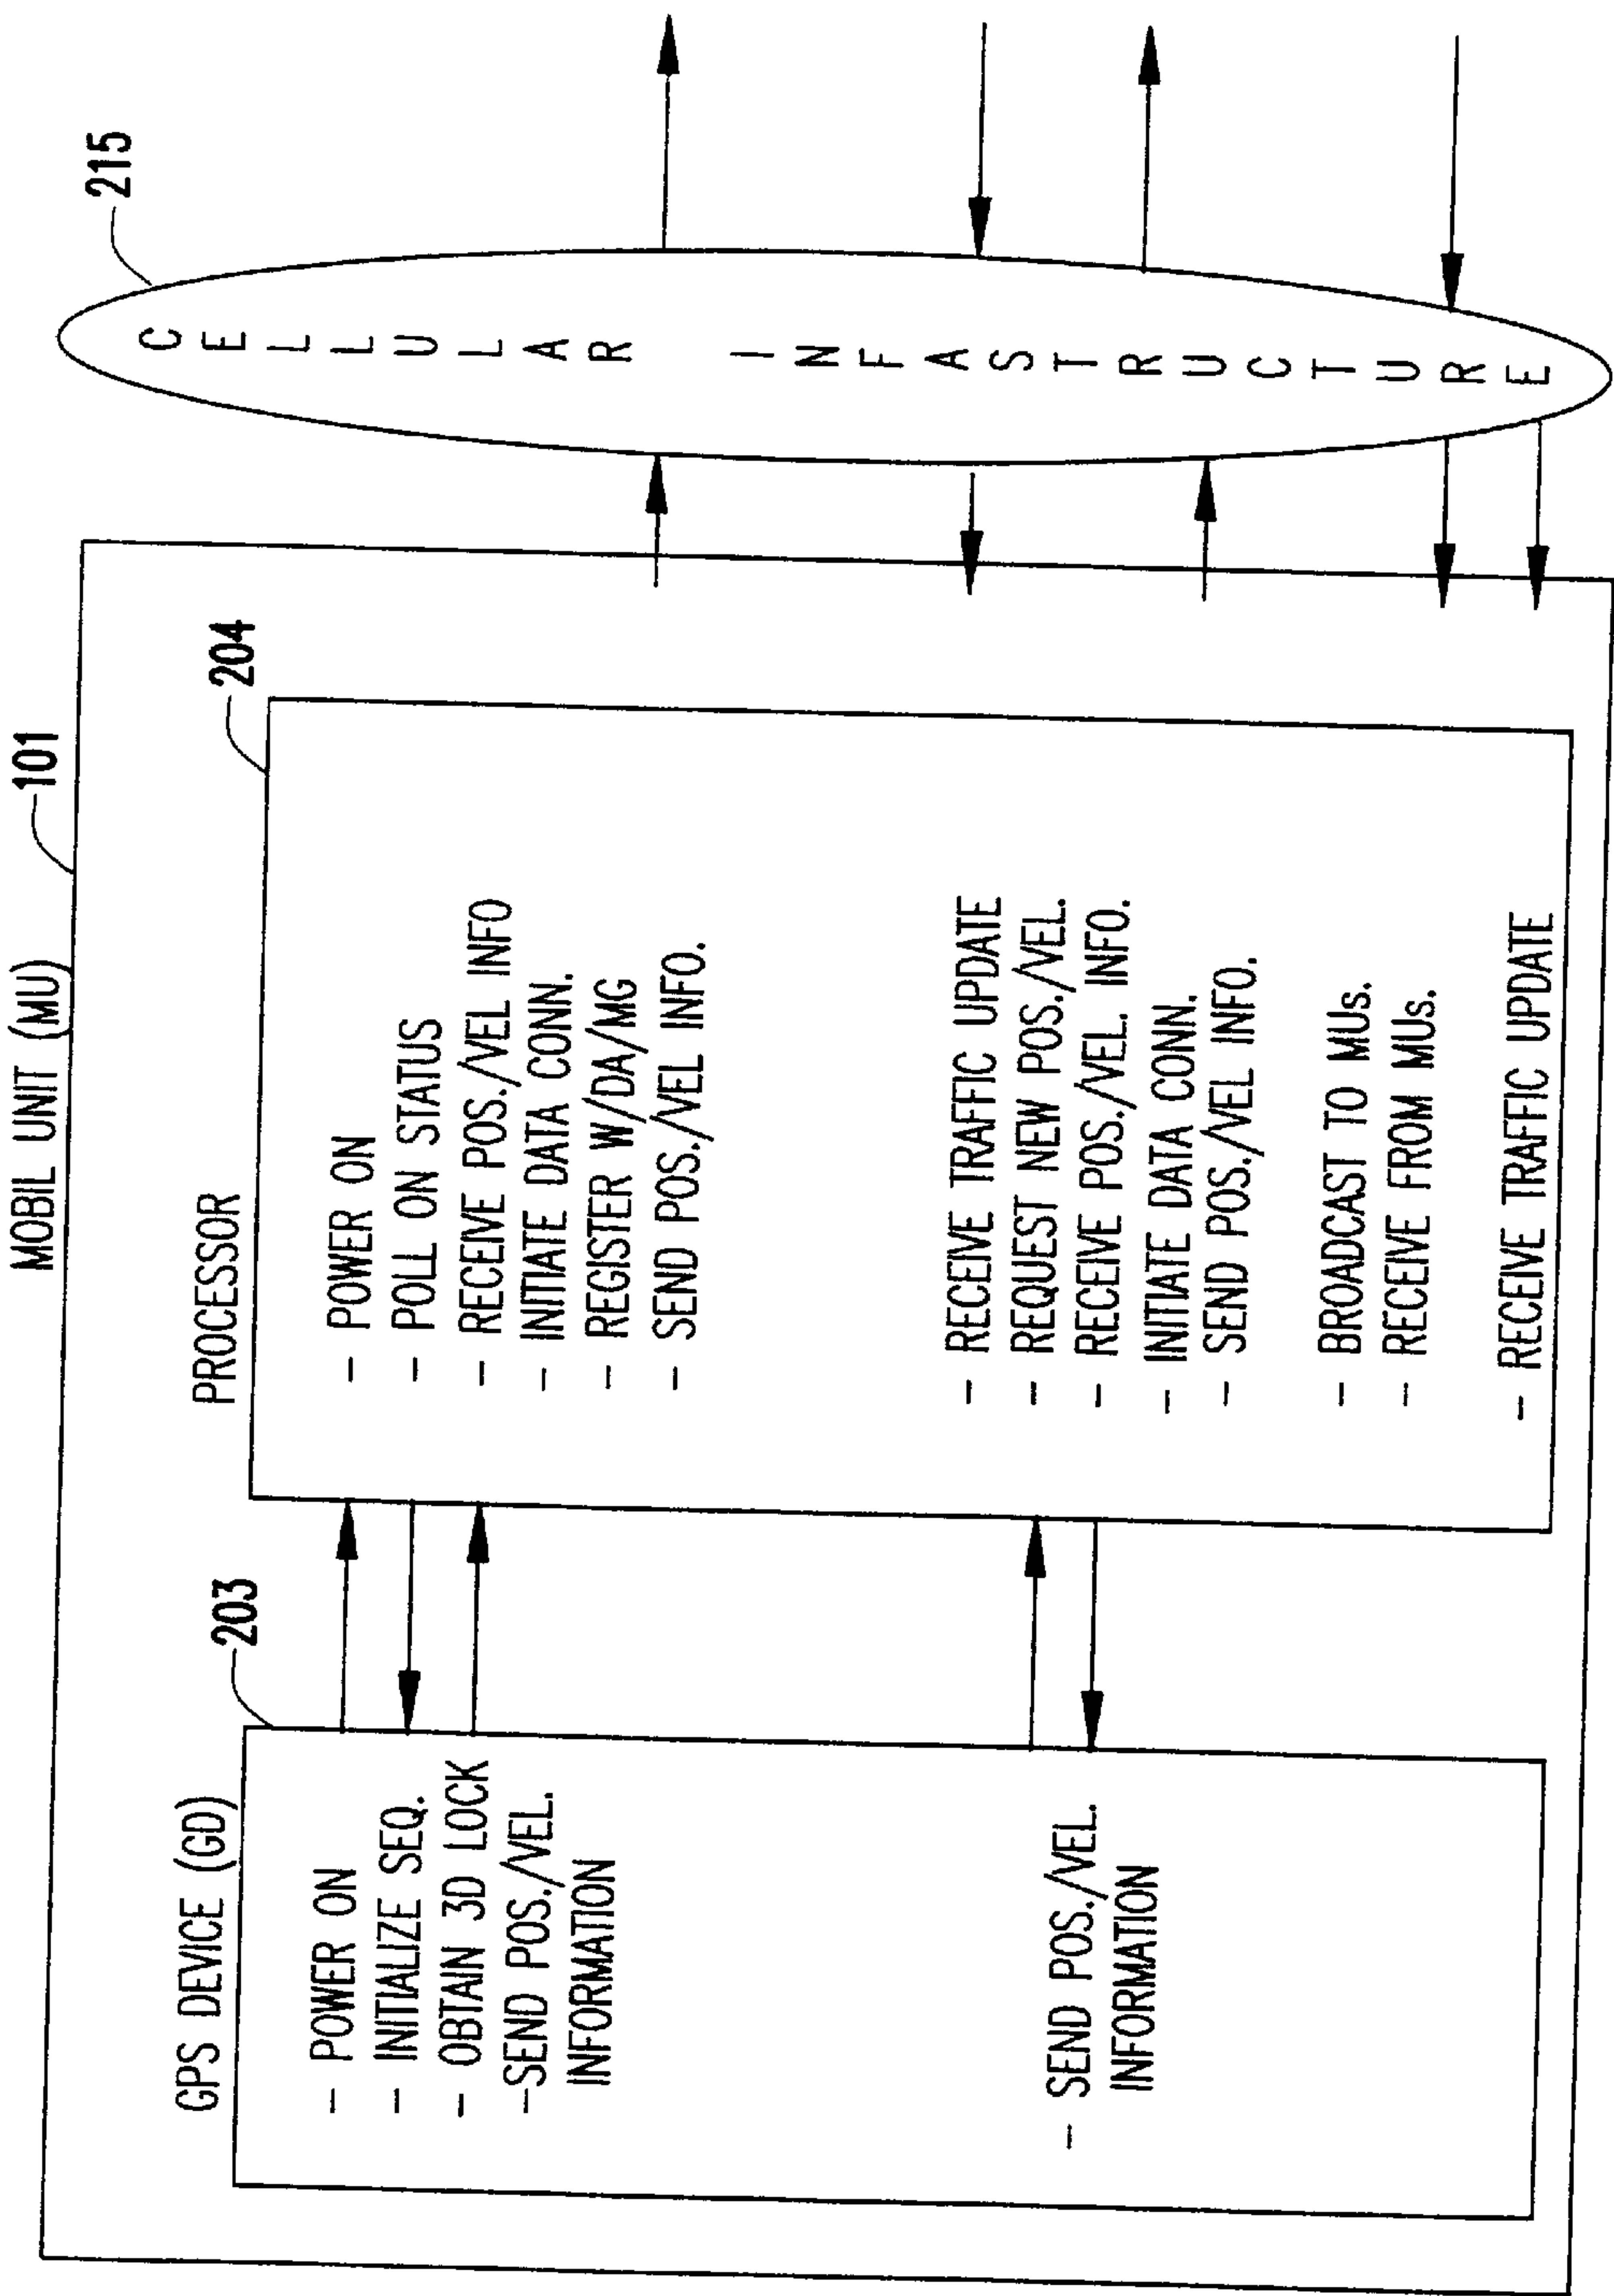 MOBIL UNIT (MU)
101
GPS DEVICE (GD)
203
- POWER ON
- INITIALIZE SEQ.
- OBTAIN 3D LOCK
-SEND POS./VEL.
INFORMATION
- SEND POS./VEL.
INFORMATION
PROCESSOR
204
- POWER ON
- POLL ON STATUS
- RECEIVE POS./VEL INFO
- INITIATE DATA CONN.
- REGISTER W/DA/MG
- SEND POS./VEL INFO.
- RECEIVE TRAFFIC UPDATE
- REQUEST NEW POS./VEL.
- RECEIVE POS./VEL. INFO.
- INITIATE DATA CONN.
- SEND POS./VEL INFO.
- BROADCAST TO MUs.
- RECEIVE FROM MUs.
- RECEIVE TRAFFIC UPDATE
215
CELLULAR INFASTRUCTURE